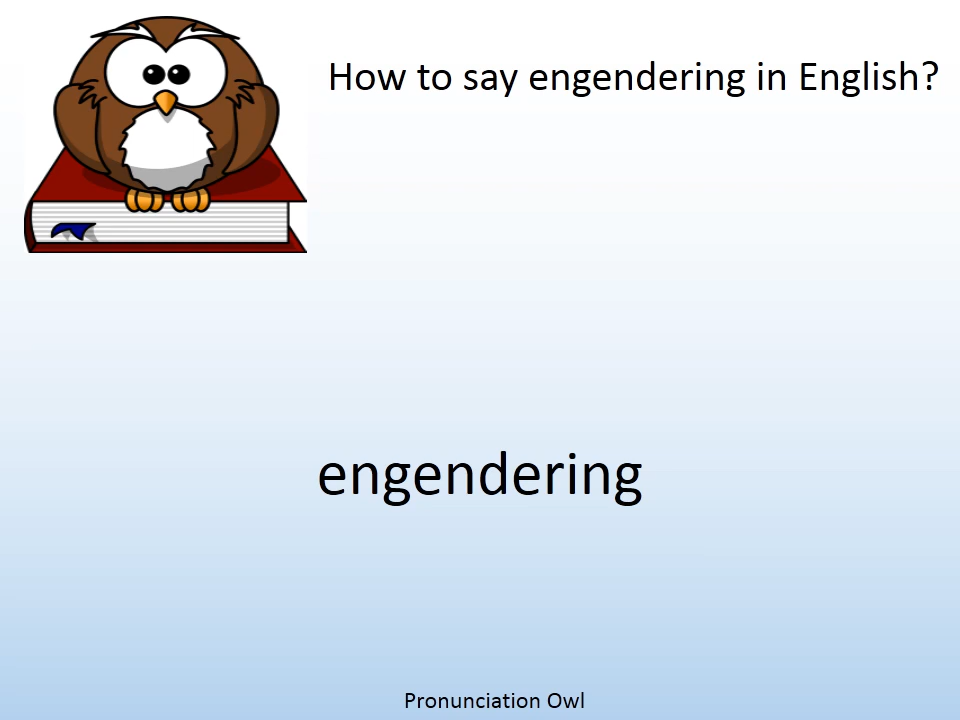 How to say engendering in English?
engendering
Pronunciation Owl